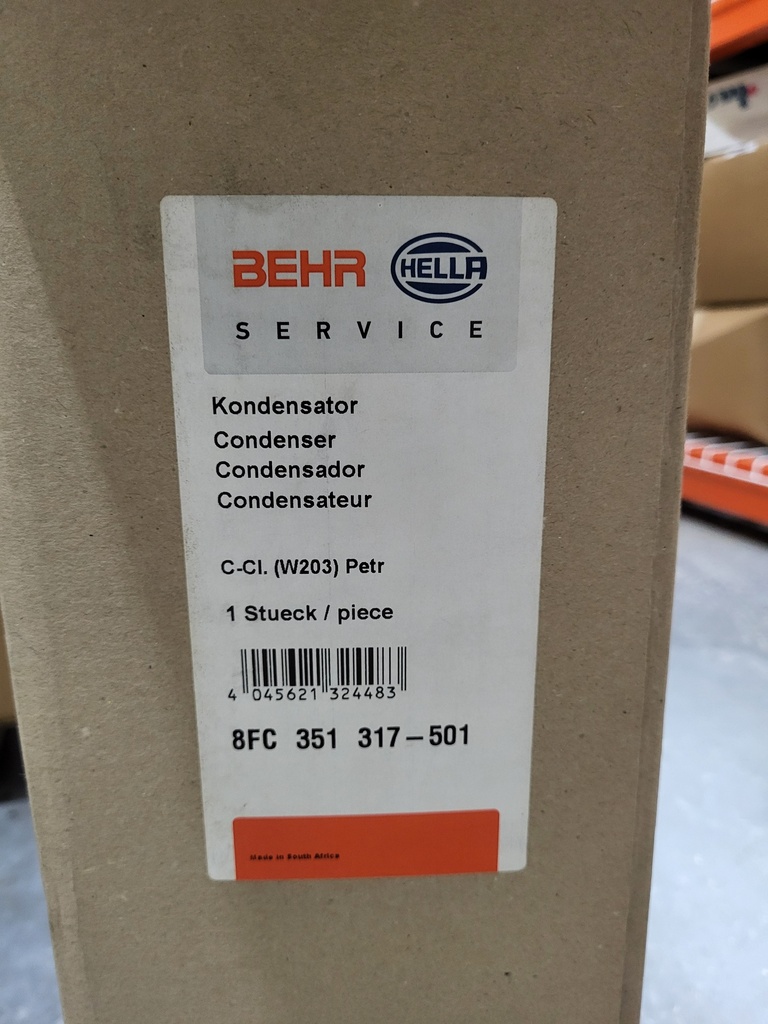 BEHR HELLA
SERVICE
Kondensator
Condenser
Condensador
Condensateur
C-Cl. (W203) Petr
1 Stueck / piece
4 045621 324483
8FC 351 317-501
Made in South Africa